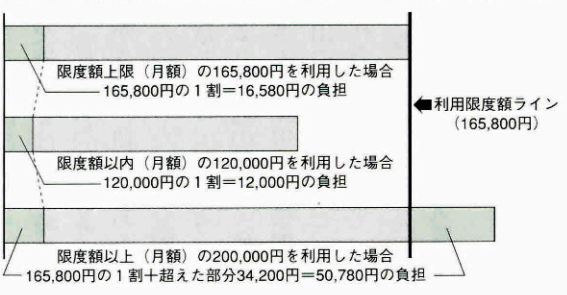 限度額上限（月額）の165,800円を利用した場合
165,800円の１割＝16,580円の負担
利用限度額ライン
（165,800円）
限度額以内（月額）の120,000円を利用した場合
120,000円の１割＝12,000円の負担
限度額以上（月額）の200,000円を利用した場合
165,800円の１割＋超えた部分34,200円＝50,780円の負担